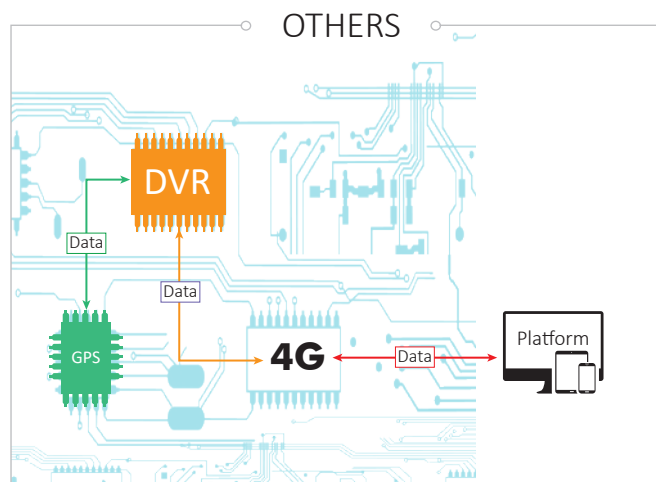 OTHERS
DVR
Data
Data
GPS
4G
Data
Platform